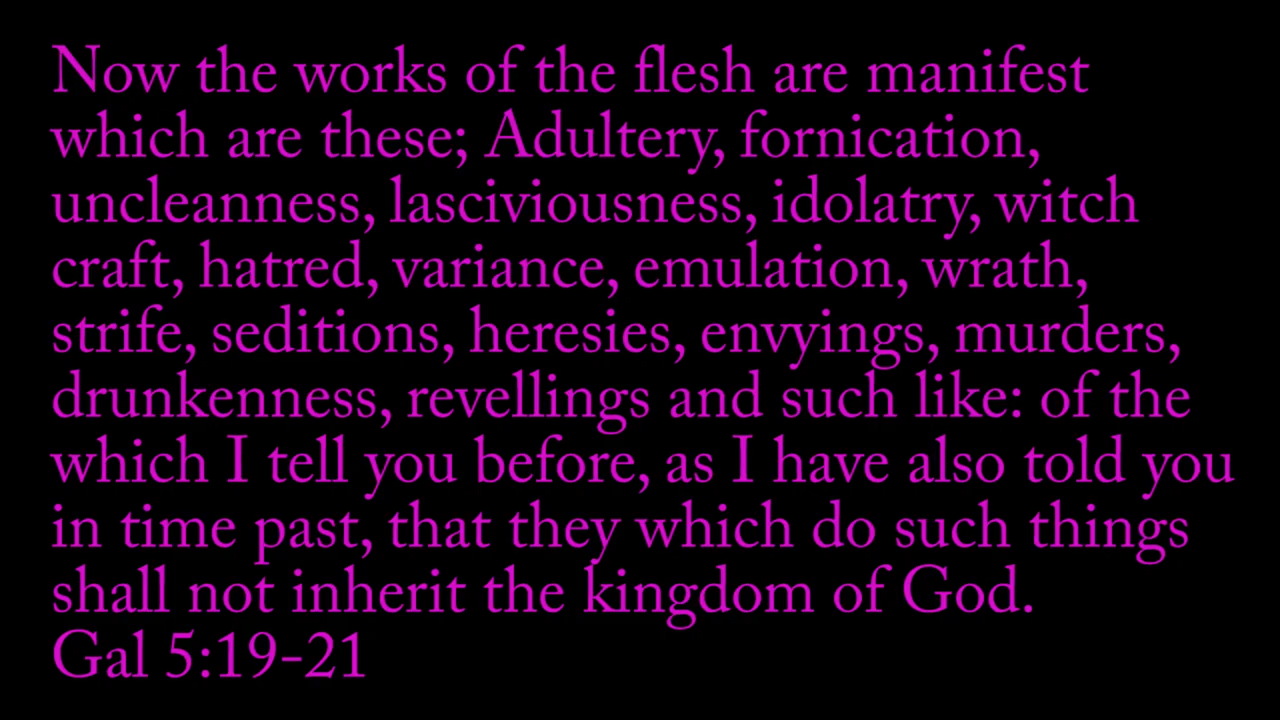 Now the works of the flesh are manifest
which are these; Adultery, fornication,
uncleanness, lasciviousness, idolatry, witch
craft, hatred, variance, emulation, wrath,
strife, seditions, heresies, envyings, murders,
drunkenness, revellings and such like: of the
which I tell you before, as I have also told you
in time past, that they which do such things
shall not inherit the kingdom of God.
Gal 5:19-21